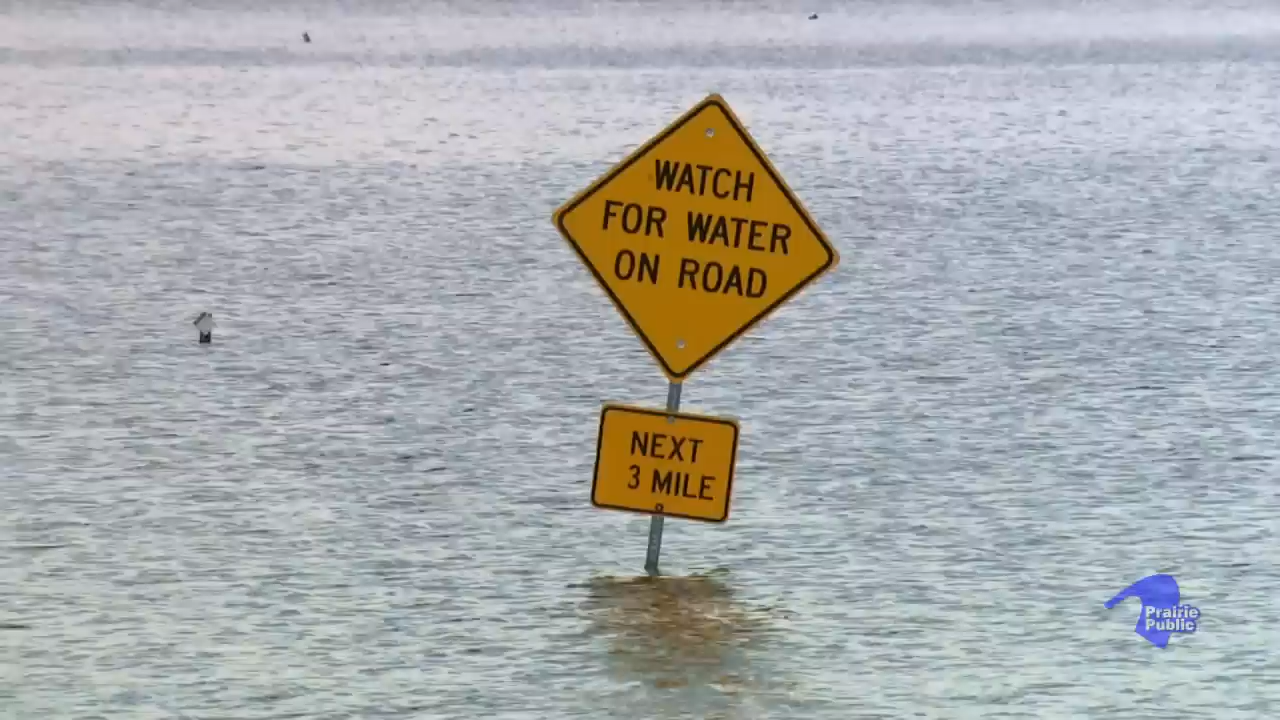 WATCH
FOR WATER
ON ROAD
NEXT
3 MILE
Prairie
Public